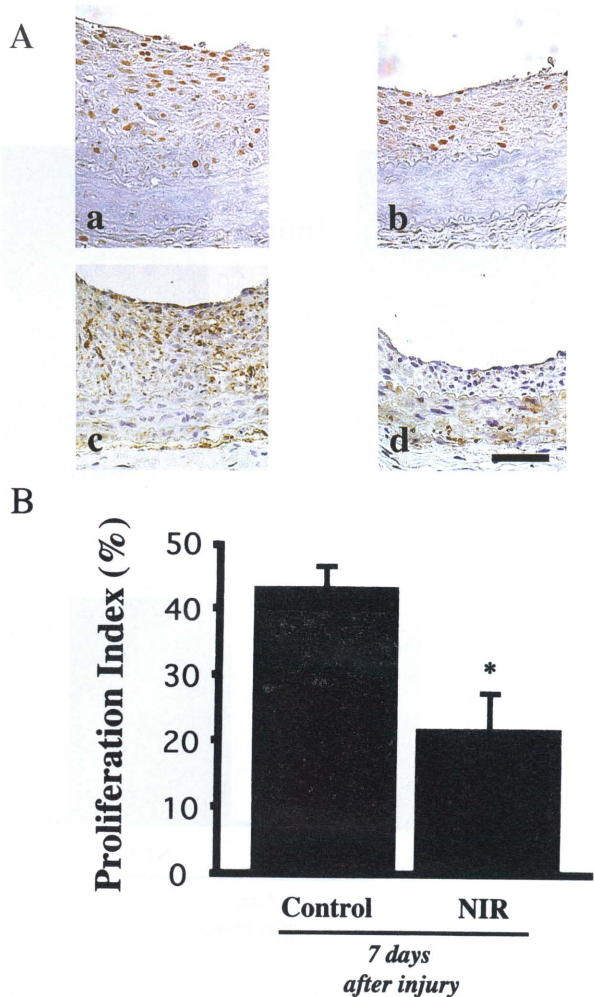 A
a
b
c
d
B
Proliferation Index (%)
50
40
30
20
10
0
*
Control NIR
7 days
after injury